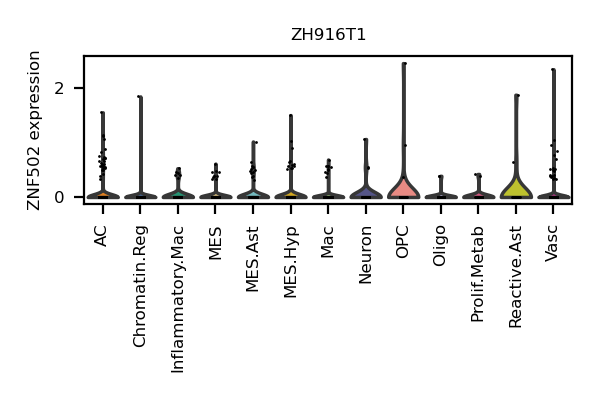 ZH916T1
ZNF502 expression
2
0
AC
Chromatin.Reg
Inflammatory.Mac
MES
MES.Ast
MES.Hyp
Mac
Neuron
OPC
Oligo
Prolif.Metab
Reactive.Ast
Vasc